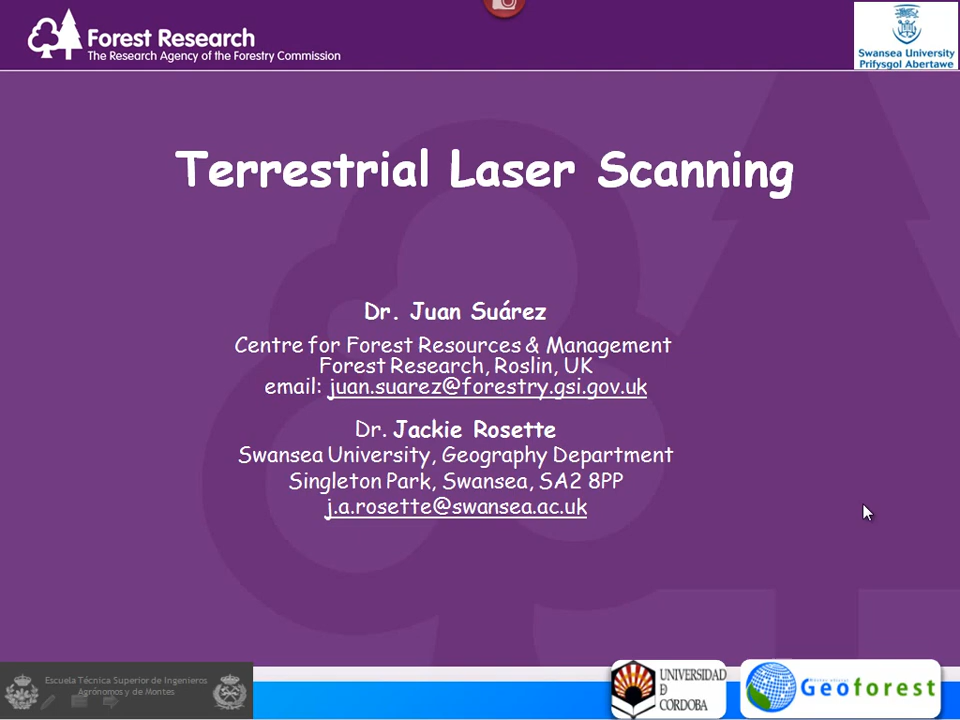 Forest Research
The Research Agency of the Forestry Commission
Swansea University
Prifysgol Abertawe
Terrestrial Laser Scanning
Dr. Juan Suárez
Centre for Forest Resources & Management
Forest Research, Roslin, UK
email: juan.suarez@forestry.gsi.gov.uk
Dr. Jackie Rosette
Swansea University, Geography Department
Singleton Park, Swansea, SA2 8PP
j.a.rosette@swansea.ac.uk
Escuela Técnica Superior de Ingenieros
Agrónomos y de Montes
UNIVERSIDAD
DE
CORDOBA
Geoforest